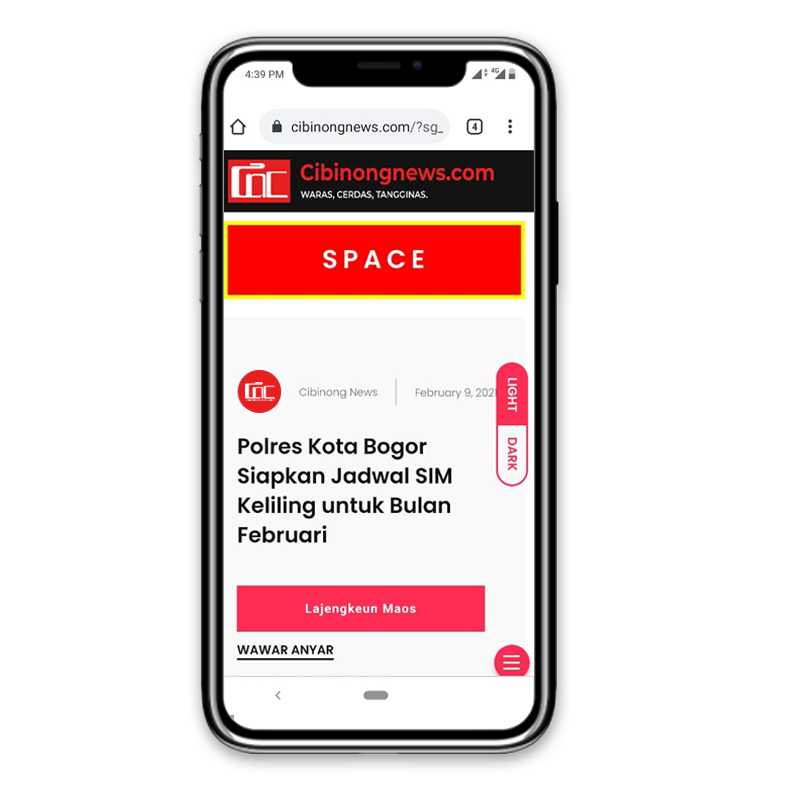 4:39 PM
4G
cibinongnews.com/?sg_
4
CNC
Cibinongnews.com
WARAS, CERDAS, TANGGINAS.
SPACE
Cibinong News
February 9, 202
LIGHT
DARK
Polres Kota Bogor
Siapkan Jadwal SIM
Keliling untuk Bulan
Februari
Lajengkeun Maos
WAWAR ANYAR